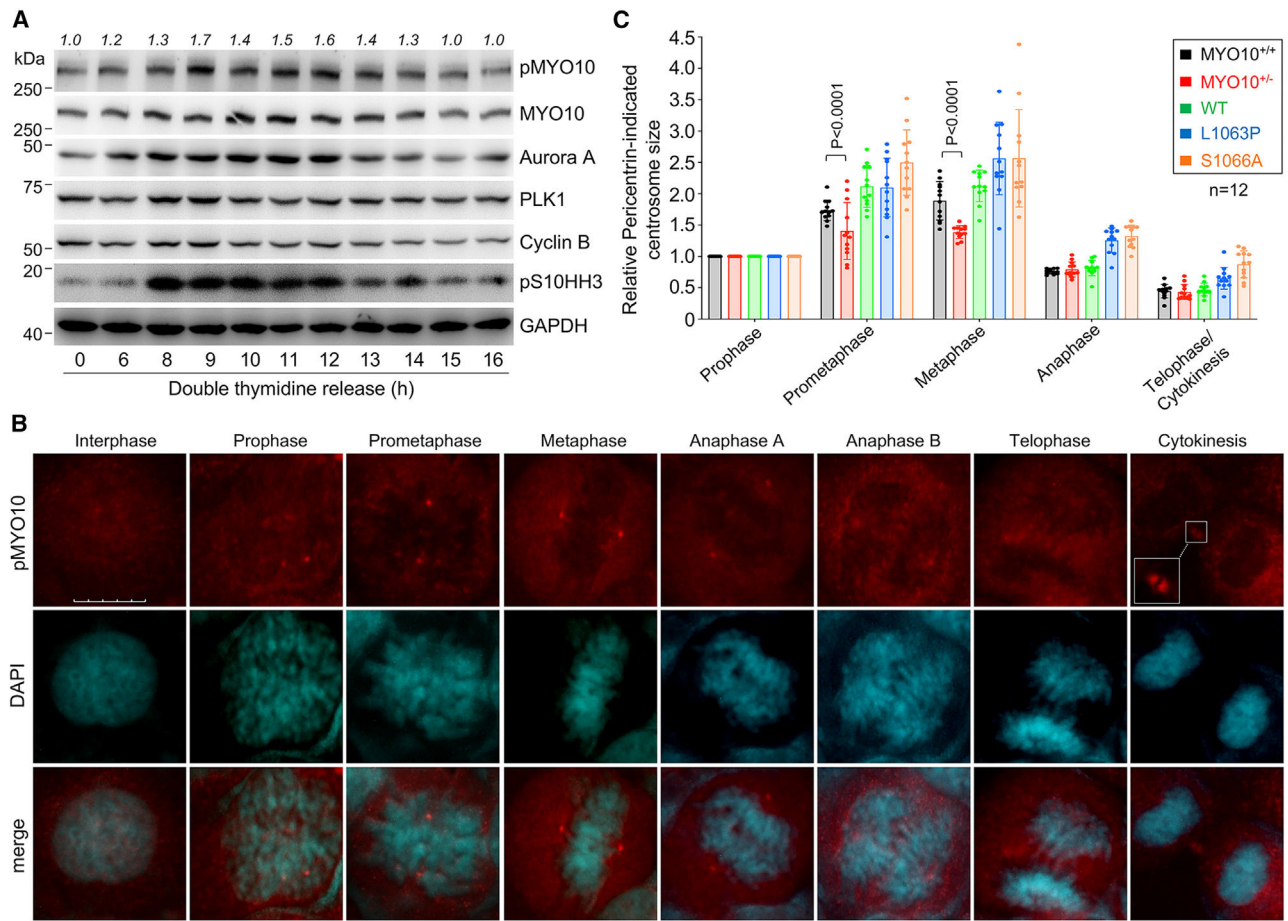 A
1.0 1.2 1.3 1.7 1.4 1.5 1.6 1.4 1.3 1.0 1.0
kDa
pMYO10
250
MYO10
250
50
Aurora A
75
PLK1
Cyclin B
50
20
pS10HH3
GAPDH
40
0 6 8 9 10 11 12 13 14 15 16
Double thymidine release (h)
C
Relative Pericentrin-indicated
centrosome size
4.5
4.0
3.5
3.0
2.5
2.0
1.5
1.0
0.5
0
P<0.0001
P<0.0001
MYO10+/+
MYO10+/-
WT
L1063P
S1066A
n=12
Prophase
Prometaphase
Metaphase
Anaphase
Telophase/
Cytokinesis
B
Interphase Prophase Prometaphase Metaphase Anaphase A Anaphase B Telophase Cytokinesis
pMYO10
DAPI
merge